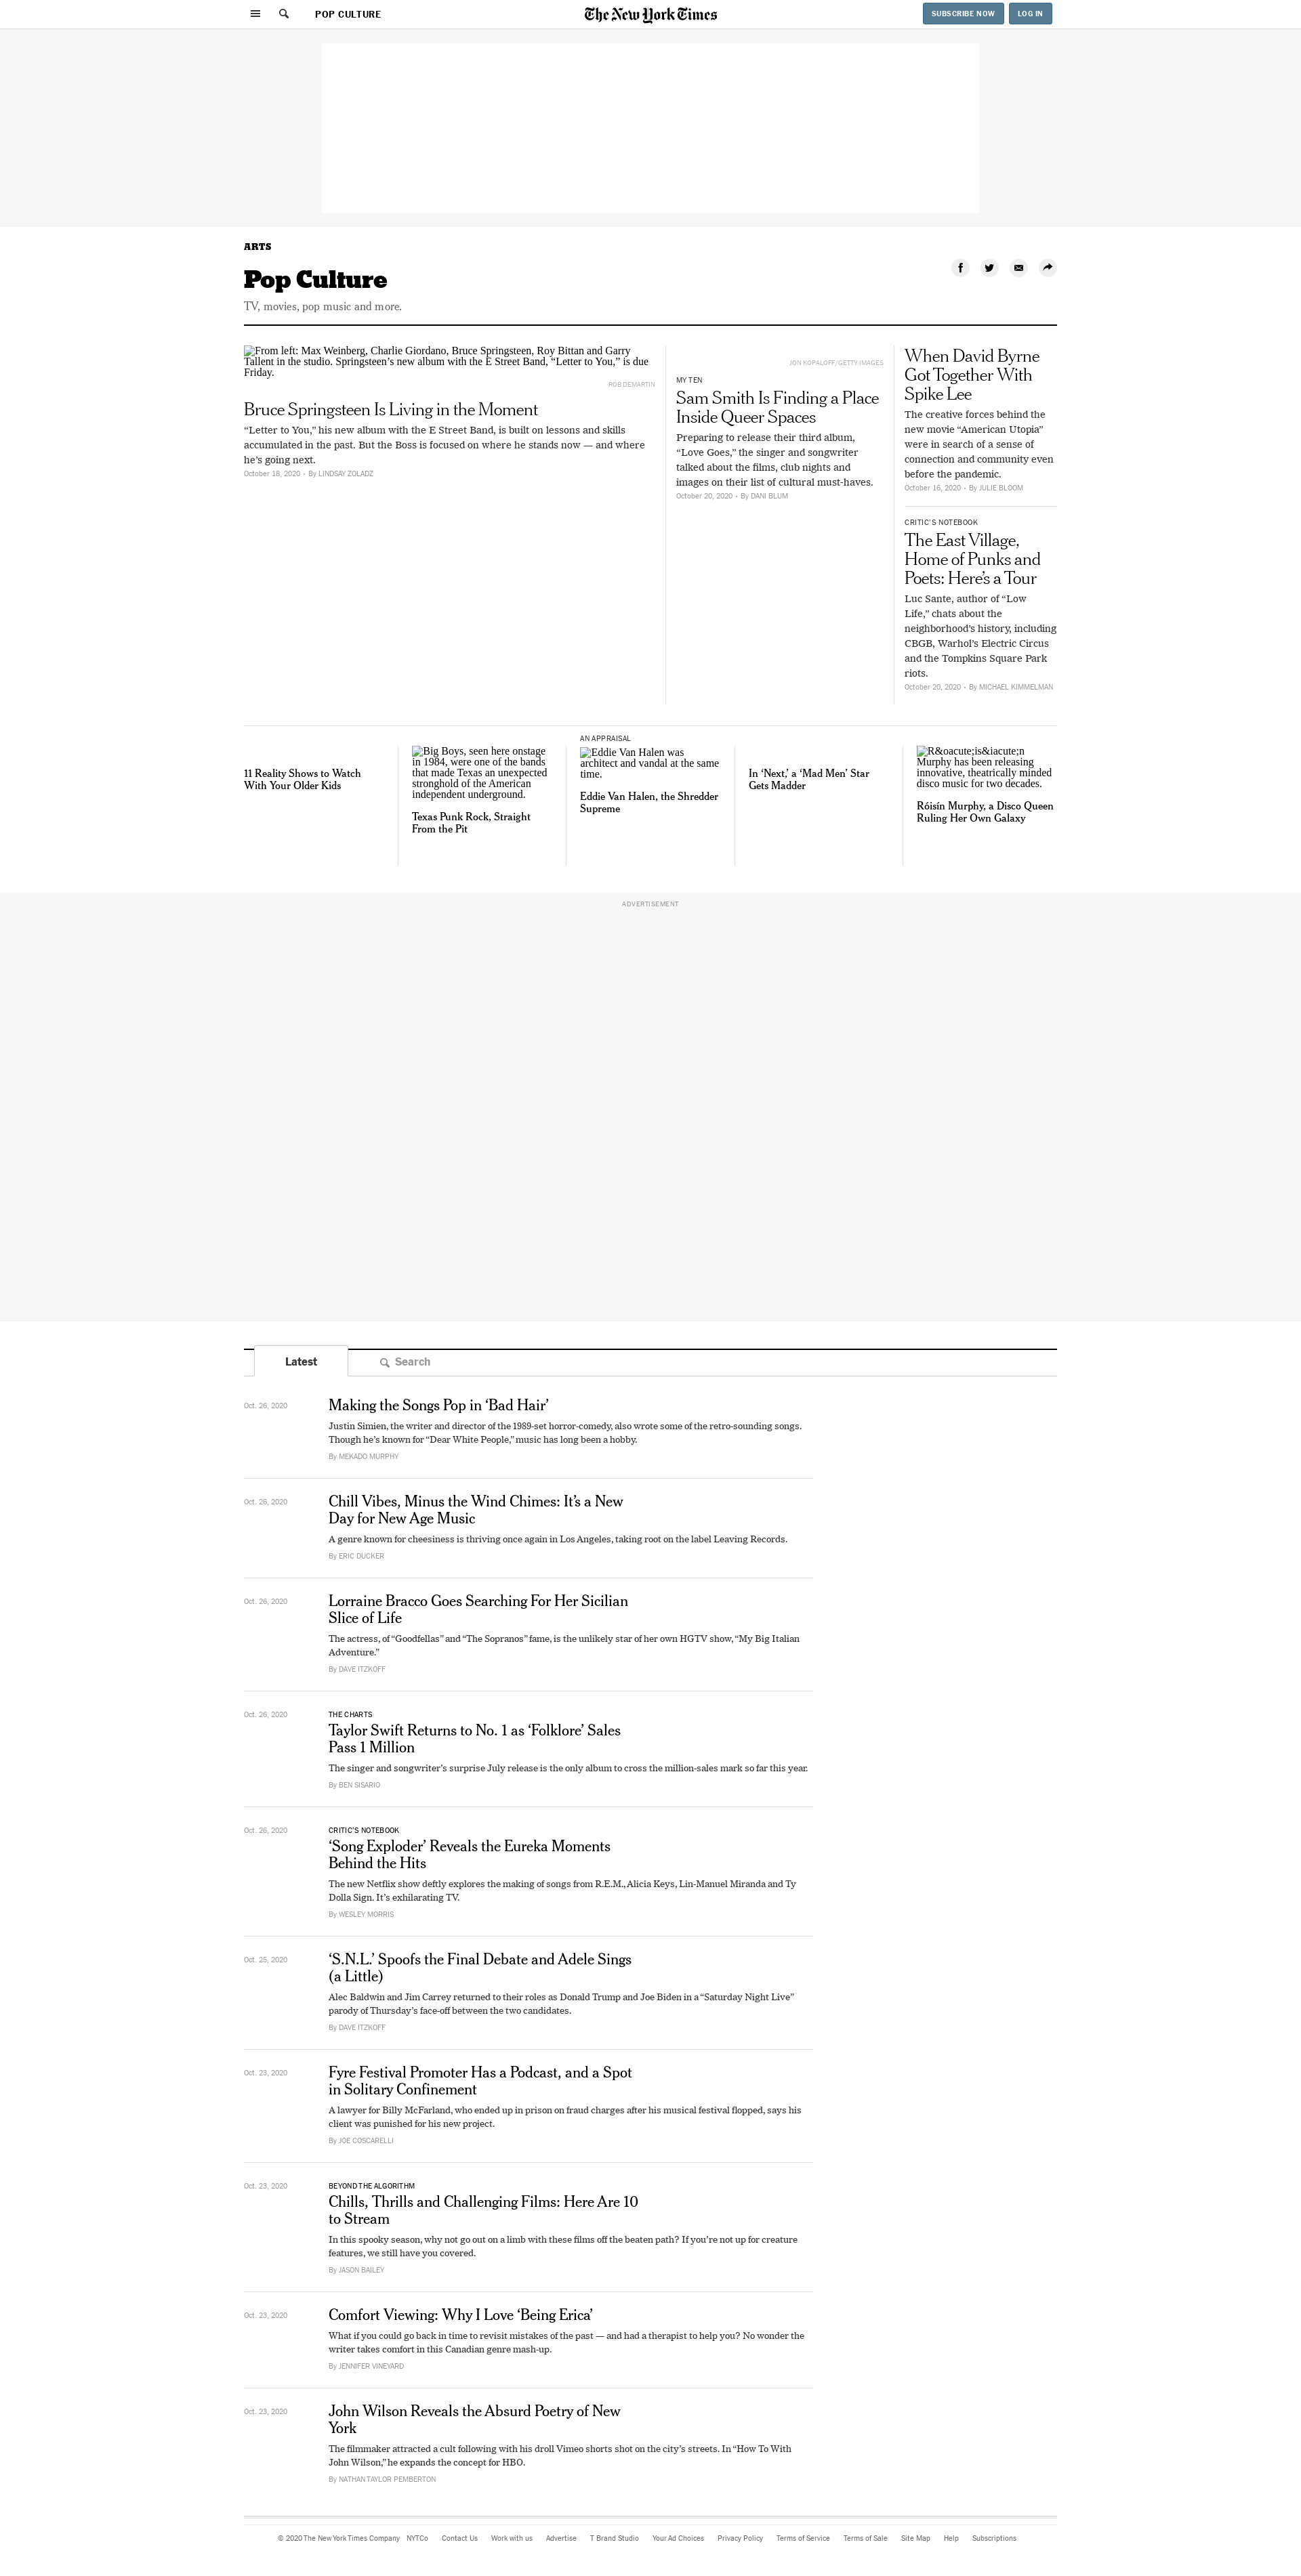 POP CULTURE
The New York Times
SUBSCRIBE NOW
LOG IN
ARTS
Pop Culture
TV, movies, pop music and more.
From left: Max Weinberg, Charlie Giordano, Bruce Springsteen, Roy Bittan and Garry
Tallent in the studio. Springsteen’s new album with the E Street Band, “Letter to You,” is due
Friday.
ROB DEMARTIN
Bruce Springsteen Is Living in the Moment
“Letter to You,” his new album with the E Street Band, is built on lessons and skills
accumulated in the past. But the Boss is focused on where he stands now — and where
he’s going next.
October 18, 2020 - By LINDSAY ZOLADZ
JON KOPALOFF/GETTY IMAGES
MY TEN
Sam Smith Is Finding a Place
Inside Queer Spaces
Preparing to release their third album,
“Love Goes,” the singer and songwriter
talked about the films, club nights and
images on their list of cultural must-haves.
October 20, 2020 - By DANI BLUM
When David Byrne
Got Together With
Spike Lee
The creative forces behind the
new movie “American Utopia”
were in search of a sense of
connection and community even
before the pandemic.
October 16, 2020 - By JULIE BLOOM
CRITIC’S NOTEBOOK
The East Village,
Home of Punks and
Poets: Here’s a Tour
Luc Sante, author of “Low
Life,” chats about the
neighborhood’s history, including
CBGB, Warhol’s Electric Circus
and the Tompkins Square Park
riots.
October 20, 2020 - By MICHAEL KIMMELMAN
11 Reality Shows to Watch
With Your Older Kids
Big Boys, seen here onstage
in 1984, were one of the bands
that made Texas an unexpected
stronghold of the American
independent underground.
Texas Punk Rock, Straight
From the Pit
AN APPRAISAL
Eddie Van Halen was
architect and vandal at the same
time.
Eddie Van Halen, the Shredder
Supreme
In ‘Next,’ a ‘Mad Men’ Star
Gets Madder
R&oacute;is&iacute;n
Murphy has been releasing
innovative, theatrically minded
disco music for two decades.
Róisín Murphy, a Disco Queen
Ruling Her Own Galaxy
ADVERTISEMENT
Latest
Search
Oct. 26, 2020
Making the Songs Pop in ‘Bad Hair’
Justin Simien, the writer and director of the 1989-set horror-comedy, also wrote some of the retro-sounding songs.
Though he’s known for “Dear White People,” music has long been a hobby.
By MEKADO MURPHY
Oct. 26, 2020
Chill Vibes, Minus the Wind Chimes: It’s a New
Day for New Age Music
A genre known for cheesiness is thriving once again in Los Angeles, taking root on the label Leaving Records.
By ERIC DUCKER
Oct. 26, 2020
Lorraine Bracco Goes Searching For Her Sicilian
Slice of Life
The actress, of “Goodfellas” and “The Sopranos” fame, is the unlikely star of her own HGTV show, “My Big Italian
Adventure.”
By DAVE ITZKOFF
Oct. 26, 2020
THE CHARTS
Taylor Swift Returns to No. 1 as ‘Folklore’ Sales
Pass 1 Million
The singer and songwriter’s surprise July release is the only album to cross the million-sales mark so far this year.
By BEN SISARIO
Oct. 26, 2020
CRITIC’S NOTEBOOK
‘Song Exploder’ Reveals the Eureka Moments
Behind the Hits
The new Netflix show deftly explores the making of songs from R.E.M., Alicia Keys, Lin-Manuel Miranda and Ty
Dolla Sign. It’s exhilarating TV.
By WESLEY MORRIS
Oct. 25, 2020
‘S.N.L.’ Spoofs the Final Debate and Adele Sings
(a Little)
Alec Baldwin and Jim Carrey returned to their roles as Donald Trump and Joe Biden in a “Saturday Night Live”
parody of Thursday’s face-off between the two candidates.
By DAVE ITZKOFF
Oct. 23, 2020
Fyre Festival Promoter Has a Podcast, and a Spot
in Solitary Confinement
A lawyer for Billy McFarland, who ended up in prison on fraud charges after his musical festival flopped, says his
client was punished for his new project.
By JOE COSCARELLI
Oct. 23, 2020
BEYOND THE ALGORITHM
Chills, Thrills and Challenging Films: Here Are 10
to Stream
In this spooky season, why not go out on a limb with these films off the beaten path? If you’re not up for creature
features, we still have you covered.
By JASON BAILEY
Oct. 23, 2020
Comfort Viewing: Why I Love ‘Being Erica’
What if you could go back in time to revisit mistakes of the past — and had a therapist to help you? No wonder the
writer takes comfort in this Canadian genre mash-up.
By JENNIFER VINEYARD
Oct. 23, 2020
John Wilson Reveals the Absurd Poetry of New
York
The filmmaker attracted a cult following with his droll Vimeo shorts shot on the city’s streets. In “How To With
John Wilson,” he expands the concept for HBO.
By NATHAN TAYLOR PEMBERTON
© 2020 The New York Times Company NYTCo Contact Us Work with us Advertise T Brand Studio Your Ad Choices Privacy Policy Terms of Service Terms of Sale Site Map Help Subscriptions